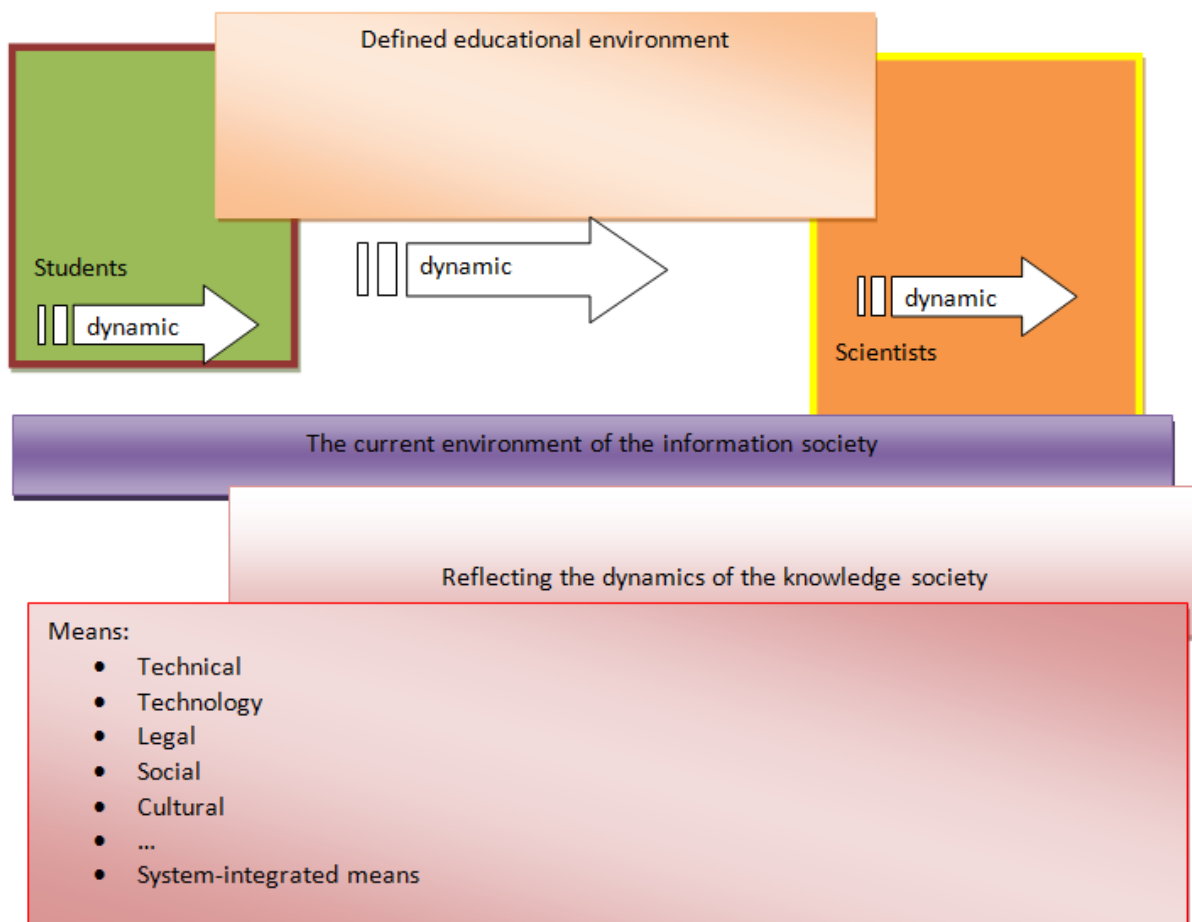 Defined educational environment
Students
dynamic
dynamic
dynamic
Scientists
The current environment of the information society
Reflecting the dynamics of the knowledge society
Means:
• Technical
• Technology
• Legal
• Social
• Cultural
• ...
• System-integrated means